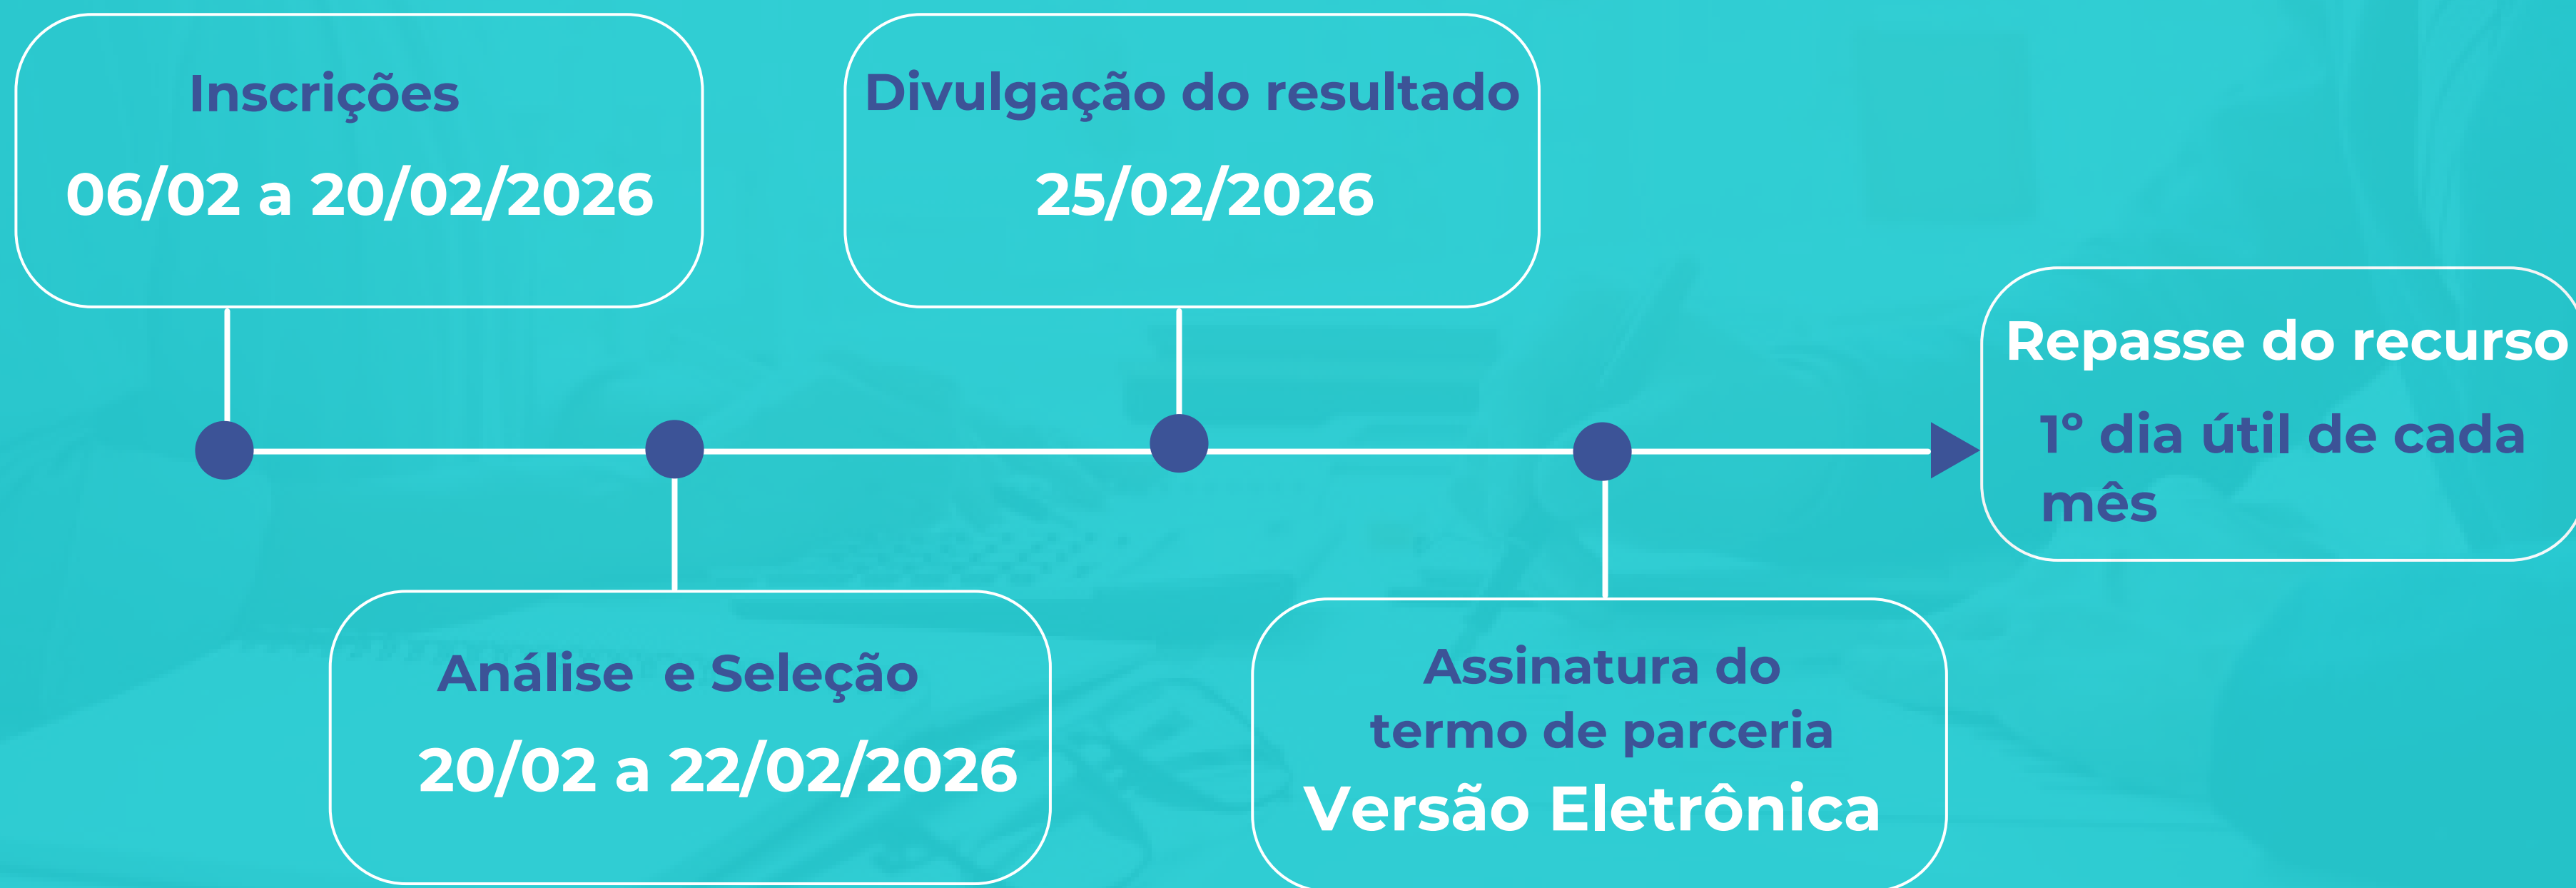 Inscrições
06/02 a 20/02/2026
Análise e Seleção
20/02 a 22/02/2026
Divulgação do resultado
25/02/2026
Assinatura do
termo de parceria
Versão Eletrônica
Repasse do recurso
1º dia útil de cada
mês